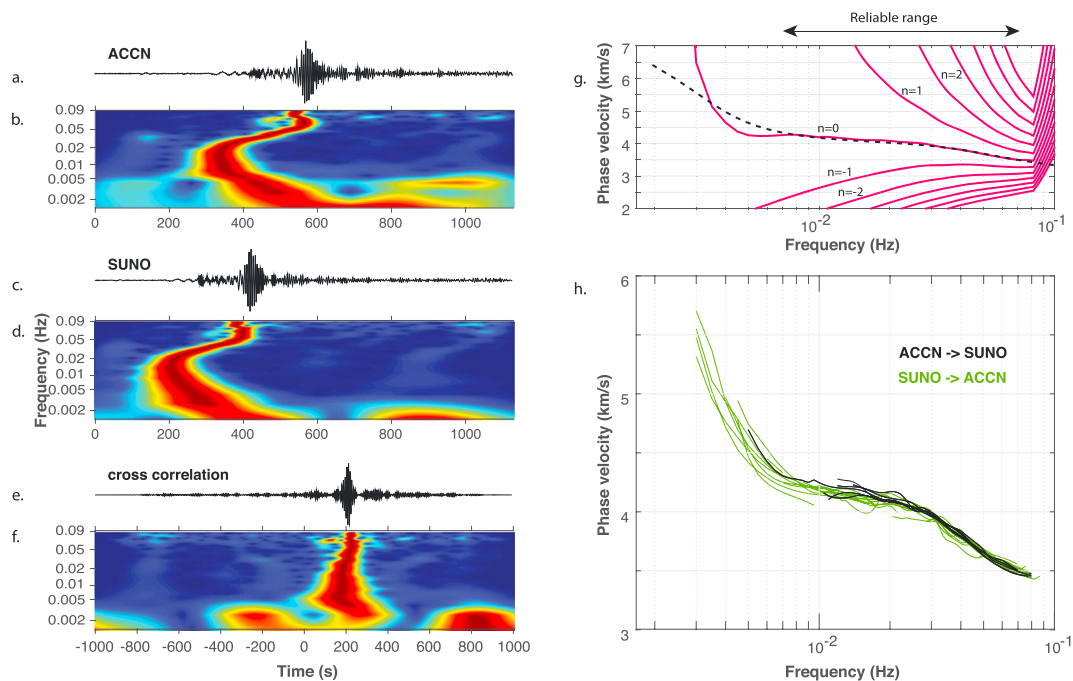 a.
ACCN
b.
0.09
0.05
0.02
0.01
0.005
0.002
0 200 400 600 800 1000
c.
SUNO
d.
Frequency (Hz)
0.09
0.05
0.02
0.01
0.005
0.002
0 200 400 600 800 1000
e.
cross correlation
f.
0.09
0.05
0.02
0.01
0.005
0.002
-1000 -800 -600 -400 -200 0 200 400 600 800 1000
Time (s)
Reliable range
g.
Phase velocity (km/s)
7
6
5
4
3
2
n=2
n=1
n=0
n=-1
n=-2
10-2 10-1
Frequency (Hz)
h.
Phase velocity (km/s)
6
5
4
3
ACCN -> SUNO
SUNO -> ACCN
10-2 10-1
Frequency (Hz)